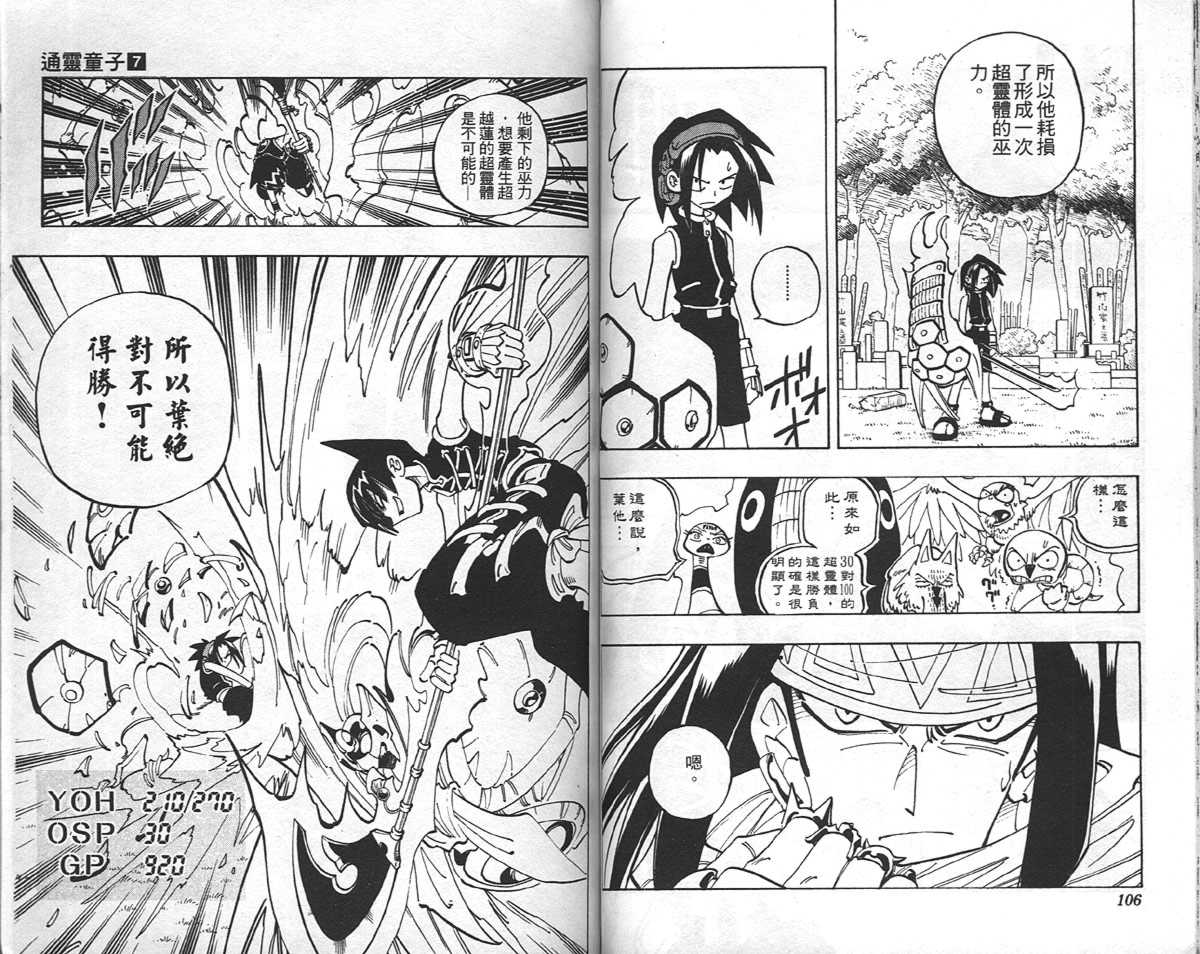 所以他耗損
了形成一次
超靈體的巫
力。
………
ボォォ
怎麼這
樣…
グ゛
原來如
此…
30對100的
超靈體，
這樣勝負
的確是很
明顯了。
這麼說，
葉他…
嗯。
106
通靈童子7
他剩下的巫力
，想要產生超
越蓮的超靈體
是不可能的—
所以葉絕
對不可能
得勝！
YOH 210/270
OSP 30
GP 920